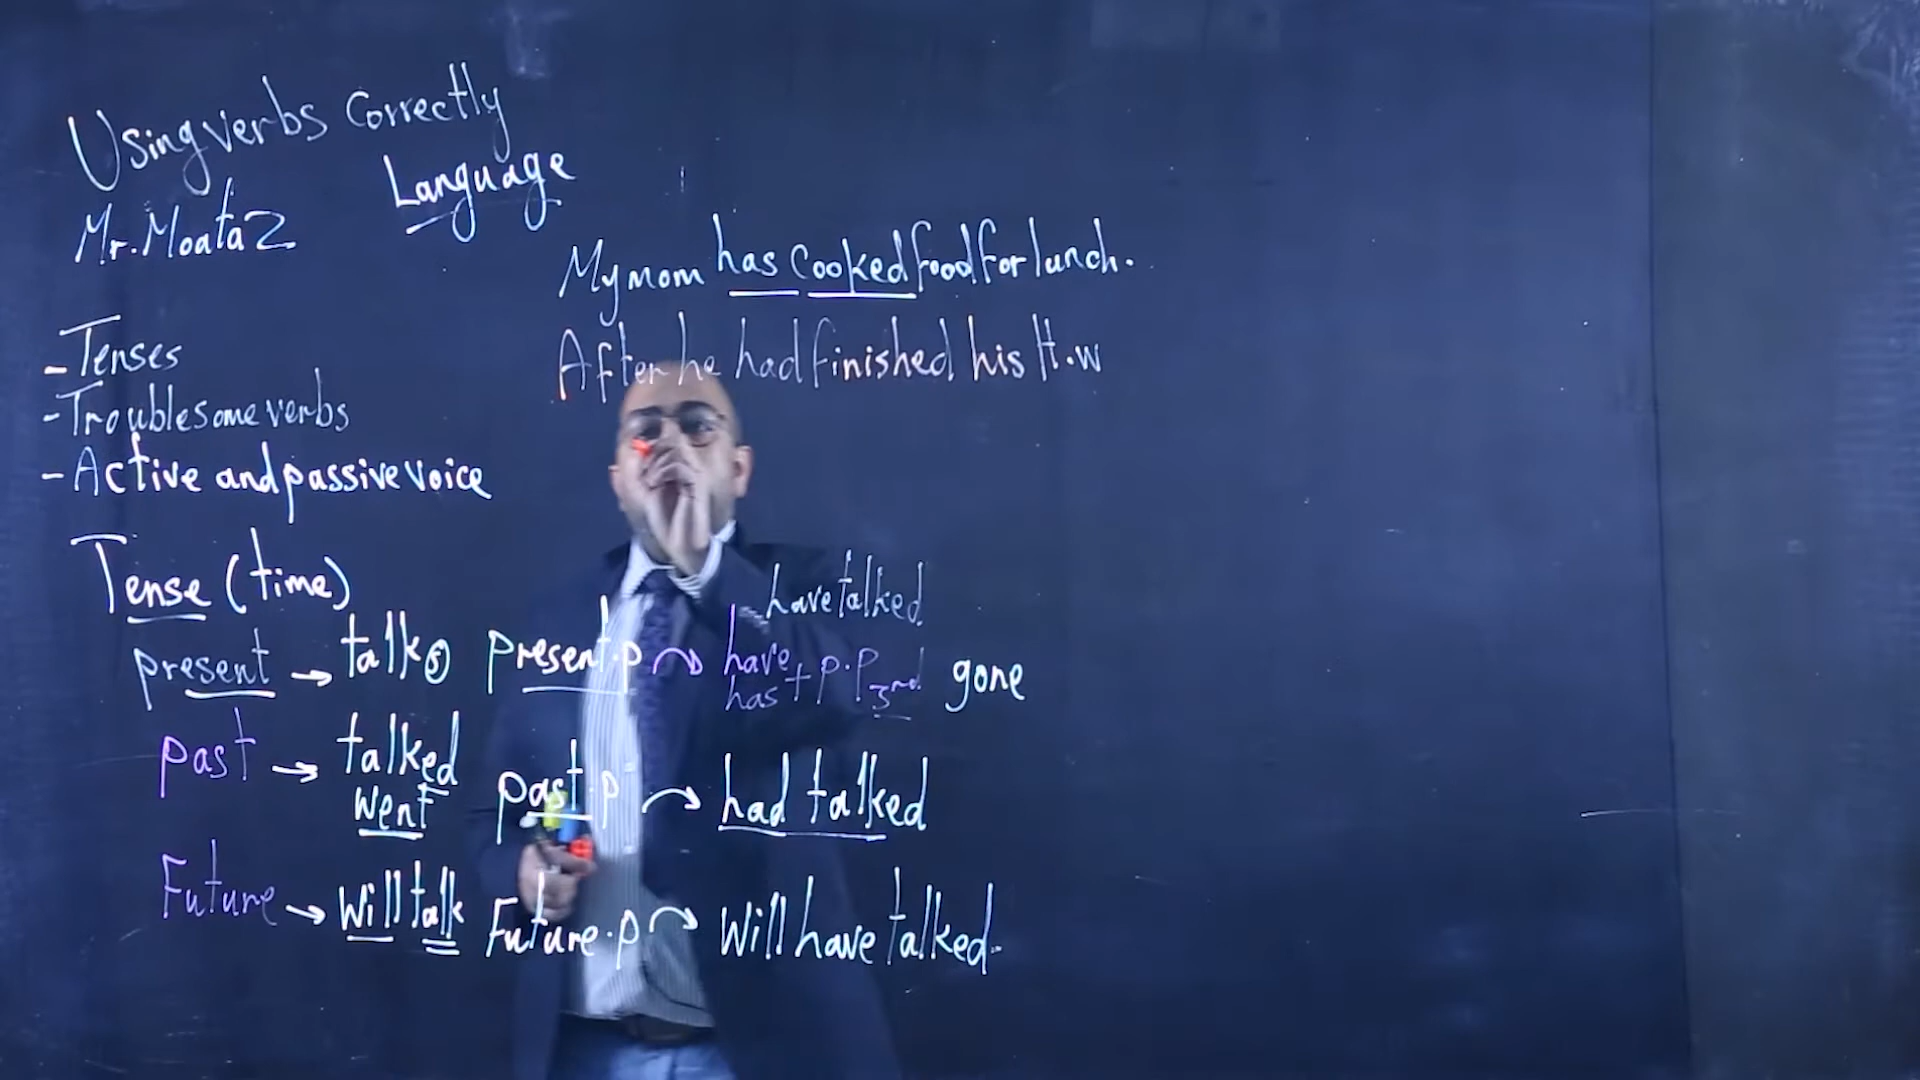 Using verbs Correctly
Language
Mr. Moataz
My mom has cooked food for lunch.
After he had finished his H.w
- Tenses
- Troublesome verbs
- Active and passive voice
Tense (time)
have talked
present → talk s present.p → have has + p.p 3rd gone
past → talked went past.p → had talked
Future → will talk Future.p → will have talked.